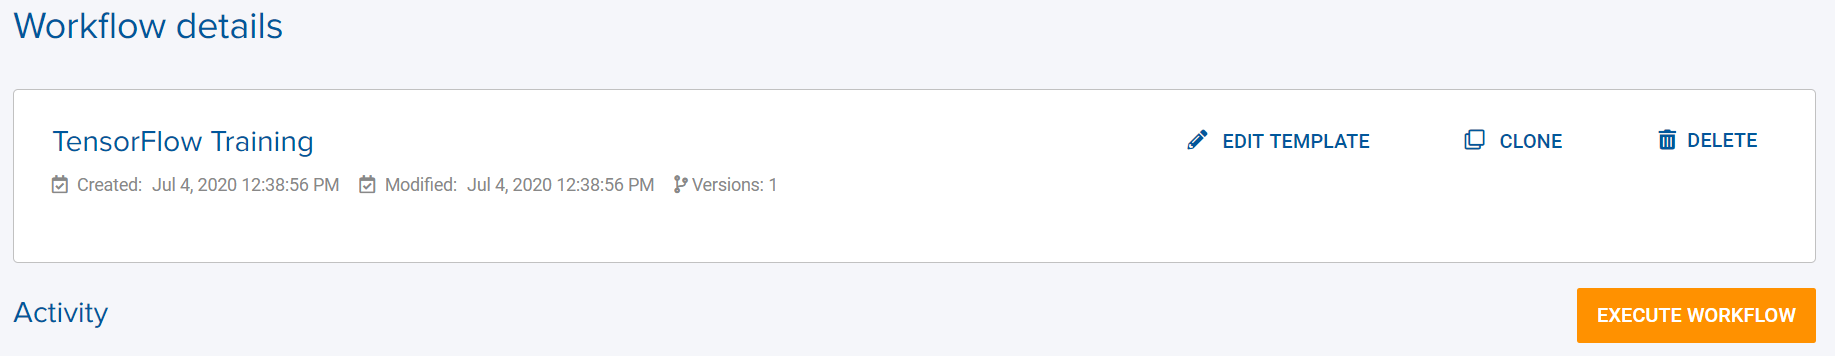 Workflow details
TensorFlow Training
EDIT TEMPLATE
CLONE
DELETE
Created: Jul 4, 2020 12:38:56 PM Modified: Jul 4, 2020 12:38:56 PM Versions: 1
Activity
EXECUTE WORKFLOW